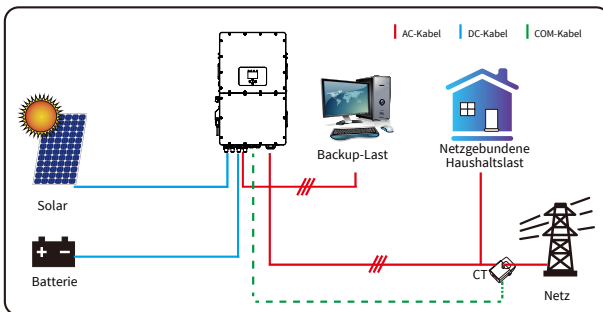 AC-Kabel
DC-Kabel
COM-Kabel
Backup-Last
Netzgebundene
Haushaltslast
Solar
CT
Batterie
Netz